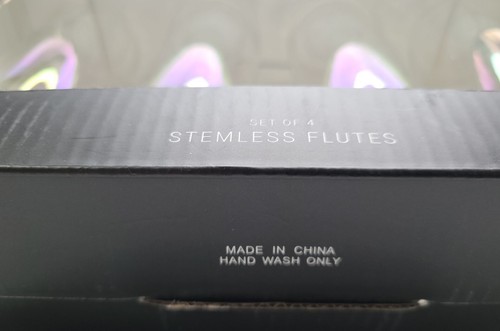 SET OF 4
STEMLESS FLUTES
MADE IN CHINA
HAND WASH ONLY